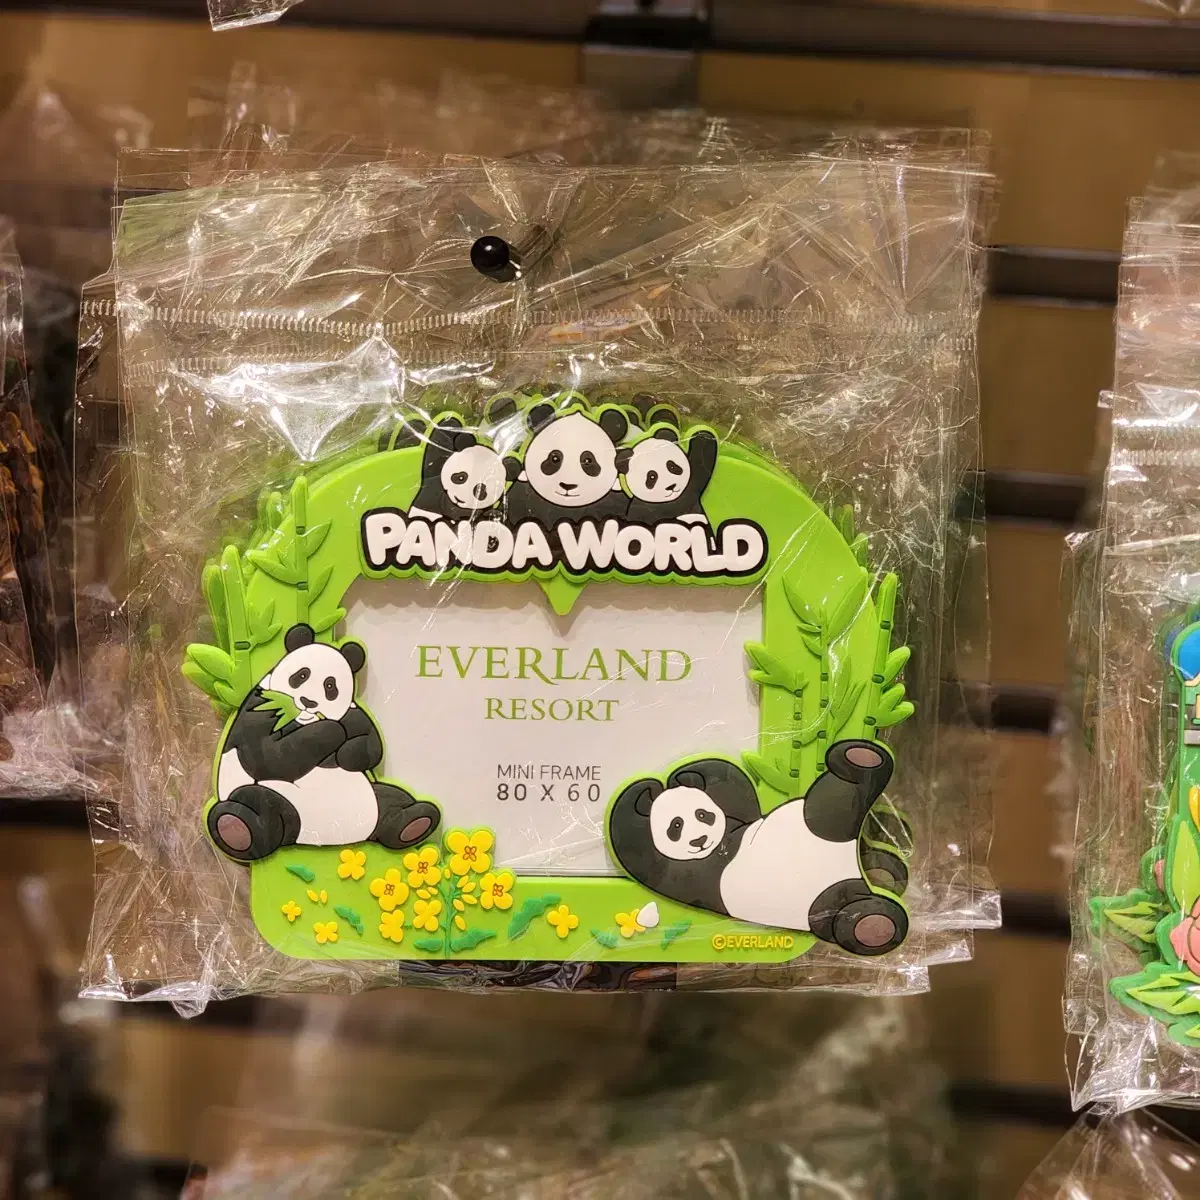 PANDA WORLD
EVERLAND
RESORT
MINI FRAME
80 X 60
©EVERLAND